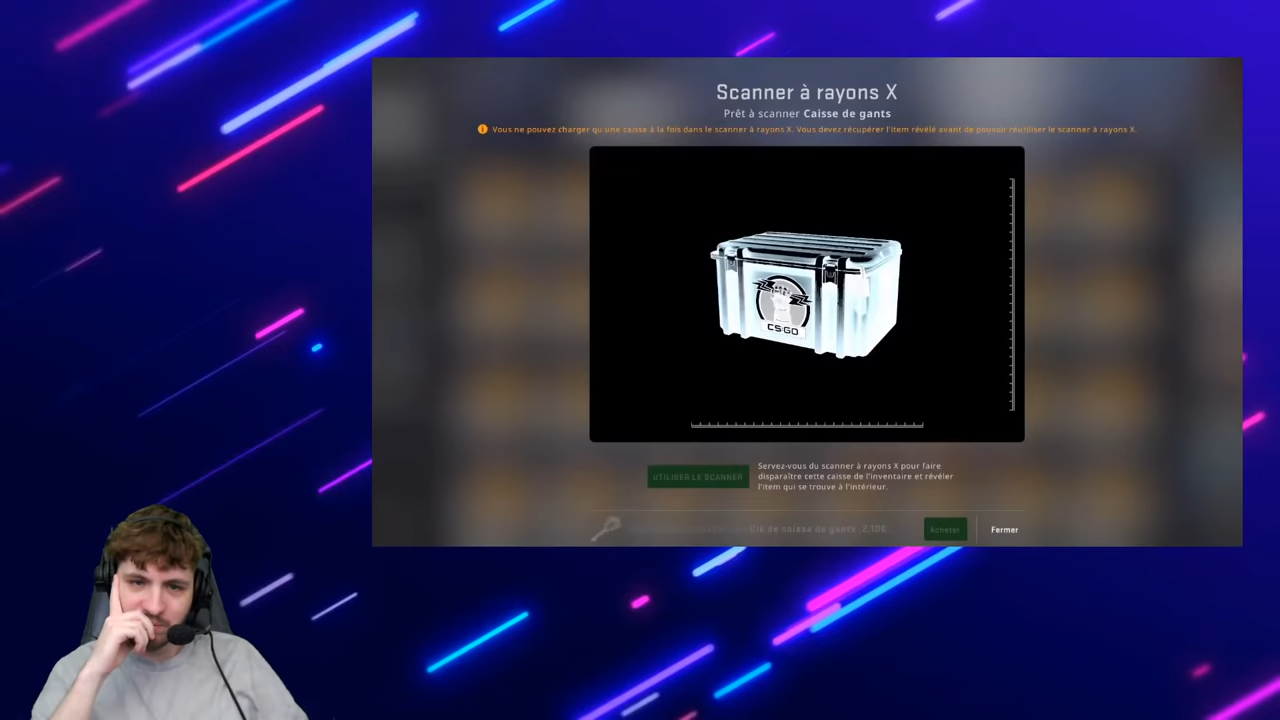 Scanner à rayons X
Prêt à scanner Caisse de gants
Vous ne pouvez charger qu'une caisse à la fois dans le scanner à rayons X. Vous devez récupérer l'item révélé avant de pouvoir réutiliser le scanner à rayons X.
CS:GO
UTILISER LE SCANNER
Servez-vous du scanner à rayons X pour faire
disparaître cette caisse de l'inventaire et révéler
l'item qui se trouve à l'intérieur.
Clé de caisse de gants 2,10€
Acheter
Fermer